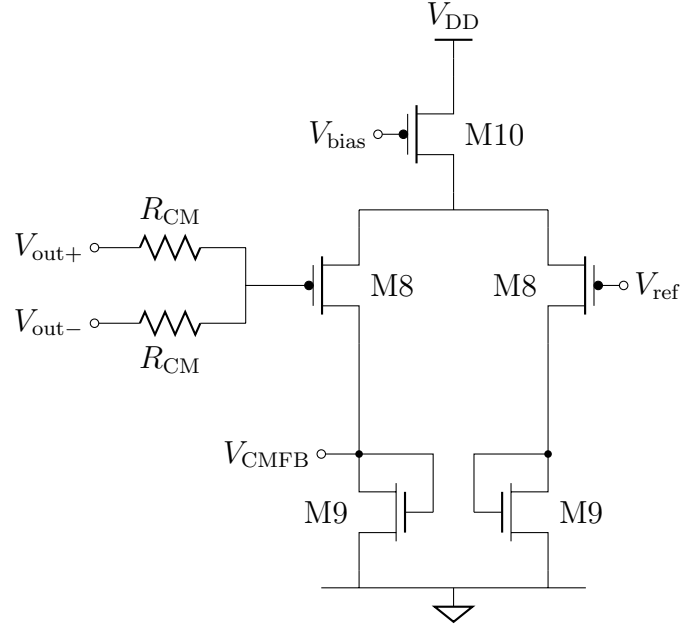 V_DD
V_bias
M10
R_CM
V_out+
M8
M8
V_ref
V_out−
R_CM
V_CMFB
M9
M9